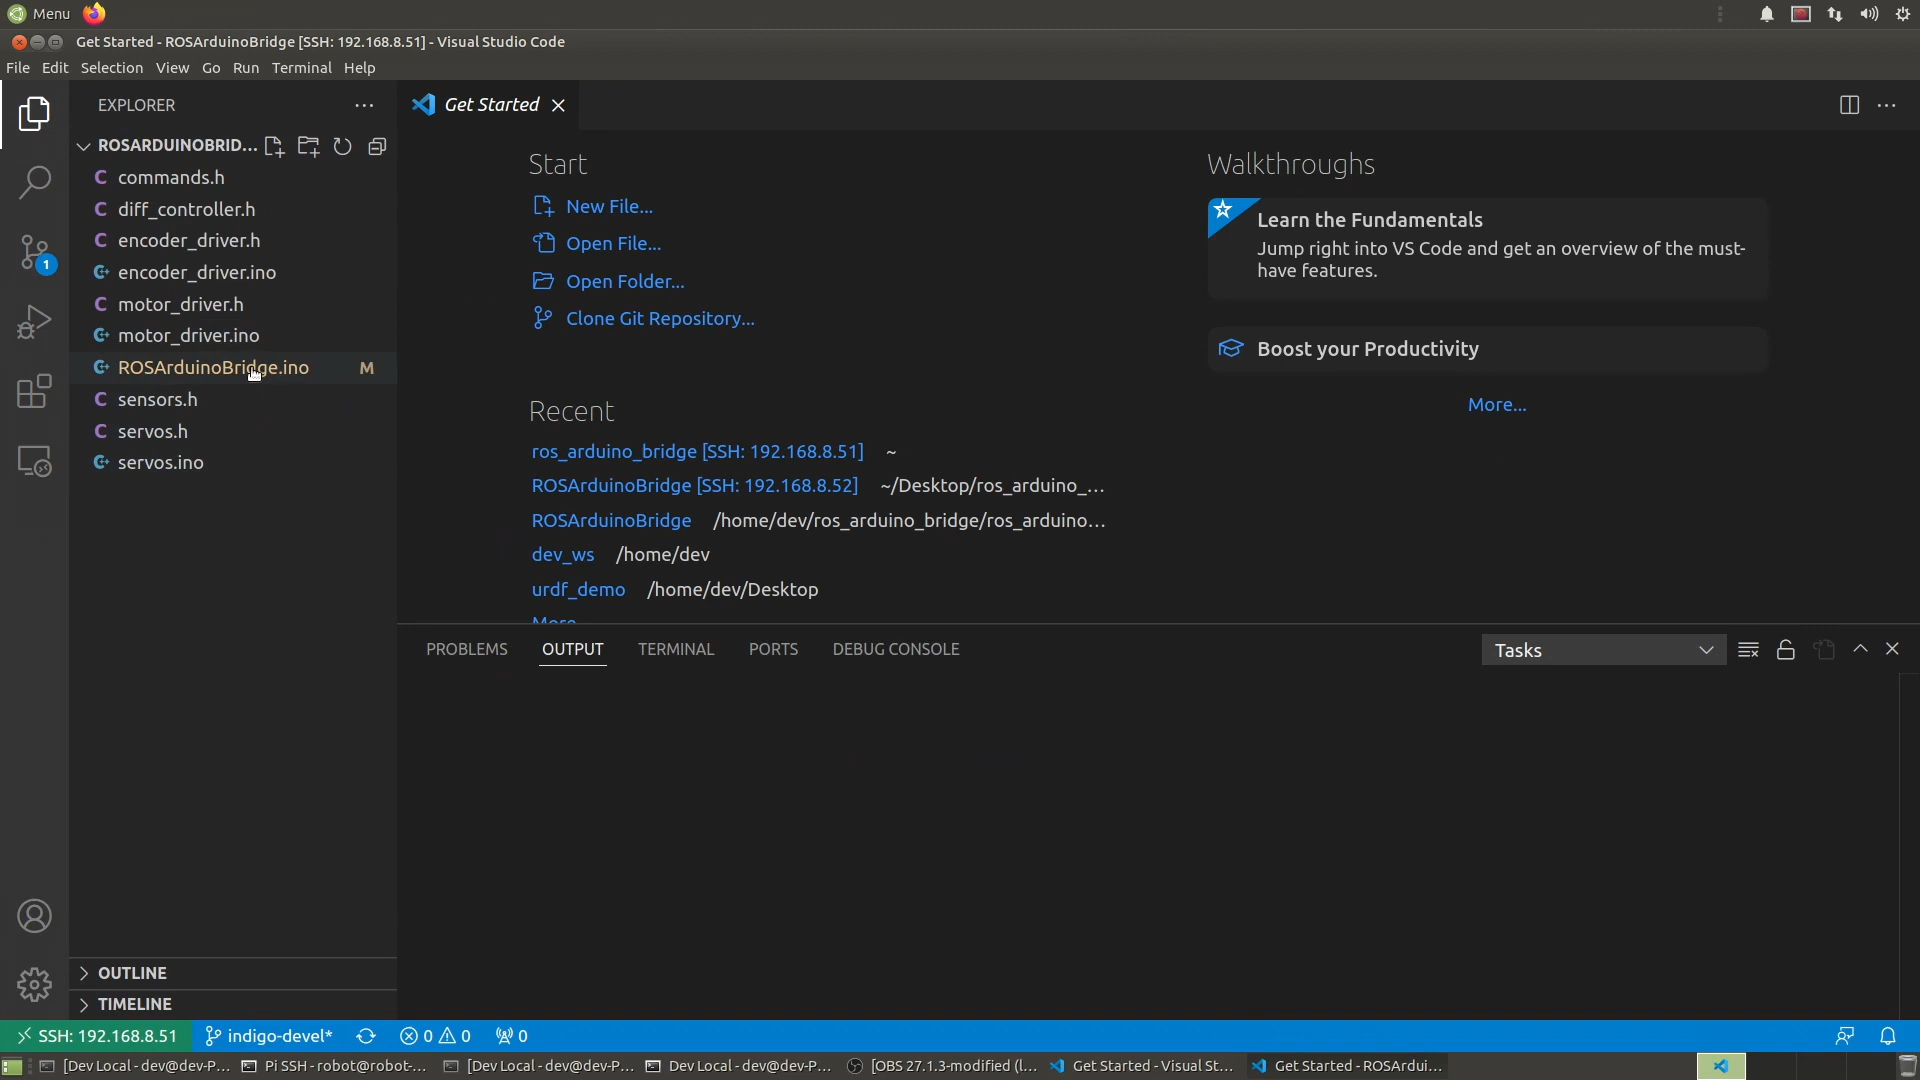 Menu
Get Started - ROSArduinoBridge [SSH: 192.168.8.51] - Visual Studio Code
File Edit Selection View Go Run Terminal Help
EXPLORER
Get Started
ROSARDUINOBRID...
commands.h
diff_controller.h
encoder_driver.h
encoder_driver.ino
motor_driver.h
motor_driver.ino
ROSArduinoBridge.ino M
sensors.h
servos.h
servos.ino
OUTLINE
TIMELINE
1
Start
New File...
Open File...
Open Folder...
Clone Git Repository...
Recent
ros_arduino_bridge [SSH: 192.168.8.51] ~
ROSArduinoBridge [SSH: 192.168.8.52] ~/Desktop/ros_arduino_...
ROSArduinoBridge /home/dev/ros_arduino_bridge/ros_arduino...
dev_ws /home/dev
urdf_demo /home/dev/Desktop
More...
Walkthroughs
Learn the Fundamentals
Jump right into VS Code and get an overview of the must-
have features.
Boost your Productivity
More...
PROBLEMS OUTPUT TERMINAL PORTS DEBUG CONSOLE
Tasks
SSH: 192.168.8.51 indigo-devel* 0 0 0
[Dev Local - dev@dev-P... Pi SSH - robot@robot-... [Dev Local - dev@dev-P... Dev Local - dev@dev-P... [OBS 27.1.3-modified (l... Get Started - Visual St... Get Started - ROSArdui...